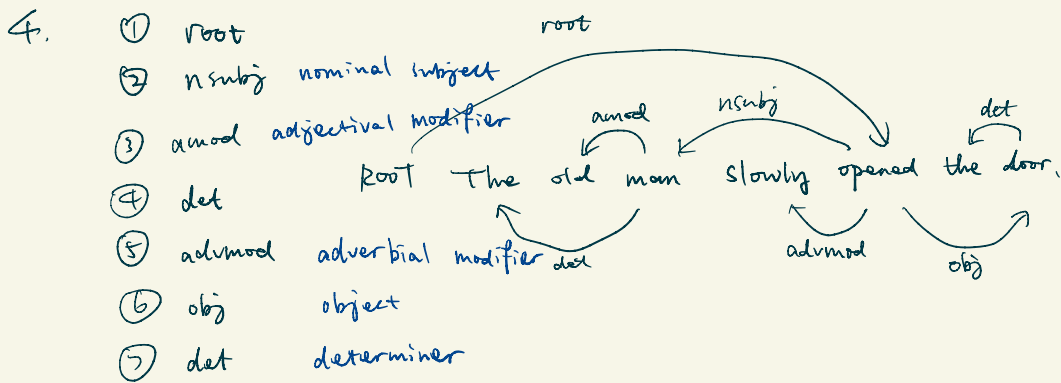 4.
① root
② nsubj nominal subject
③ amod adjectival modifier
④ det
⑤ advmod adverbial modifier
⑥ obj object
⑦ det determiner
root
amod nsubj det
ROOT The old man slowly opened the door.
det advmod obj